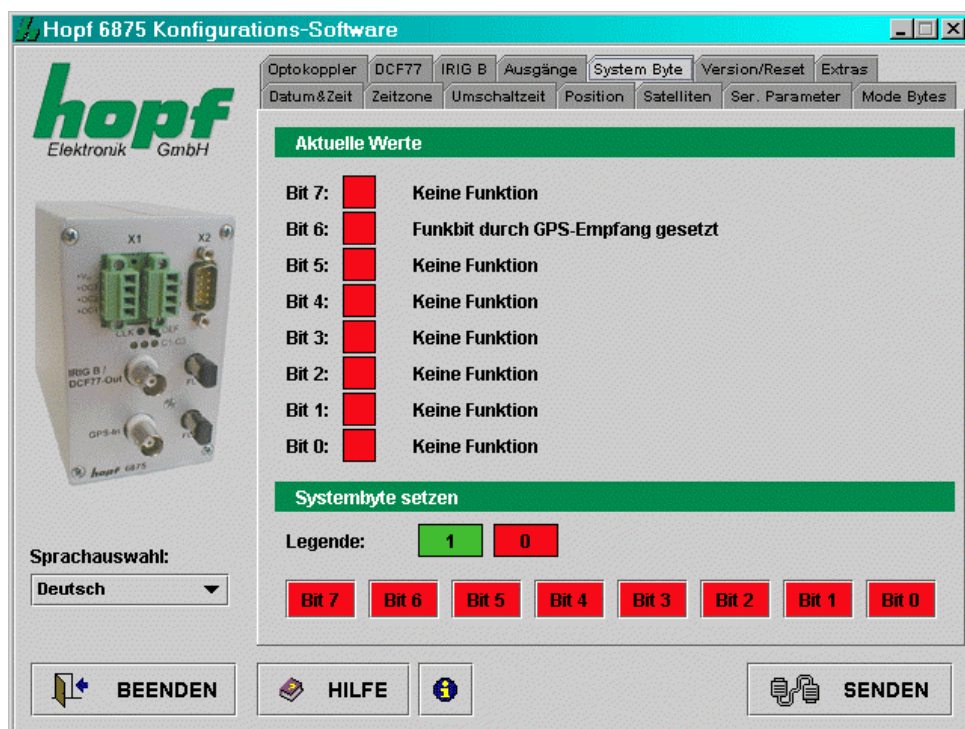 Hopf 6875 Konfigurations-Software
Optokoppler DCF77 IRIG B Ausgänge System Byte Version/Reset Extras
Datum&Zeit Zeitzone Umschaltzeit Position Satelliten Ser. Parameter Mode Bytes
hopf
Elektronik GmbH
Aktuelle Werte
Bit 7: Keine Funktion
Bit 6: Funkbit durch GPS-Empfang gesetzt
Bit 5: Keine Funktion
Bit 4: Keine Funktion
Bit 3: Keine Funktion
Bit 2: Keine Funktion
Bit 1: Keine Funktion
Bit 0: Keine Funktion
X1 X2
CLK DEF
C1-C3
IRIG B /
DCF77-Out
GPS-In
hopf 6875
Systembyte setzen
Legende: 1 0
Sprachauswahl:
Deutsch
Bit 7 Bit 6 Bit 5 Bit 4 Bit 3 Bit 2 Bit 1 Bit 0
BEENDEN HILFE SENDEN